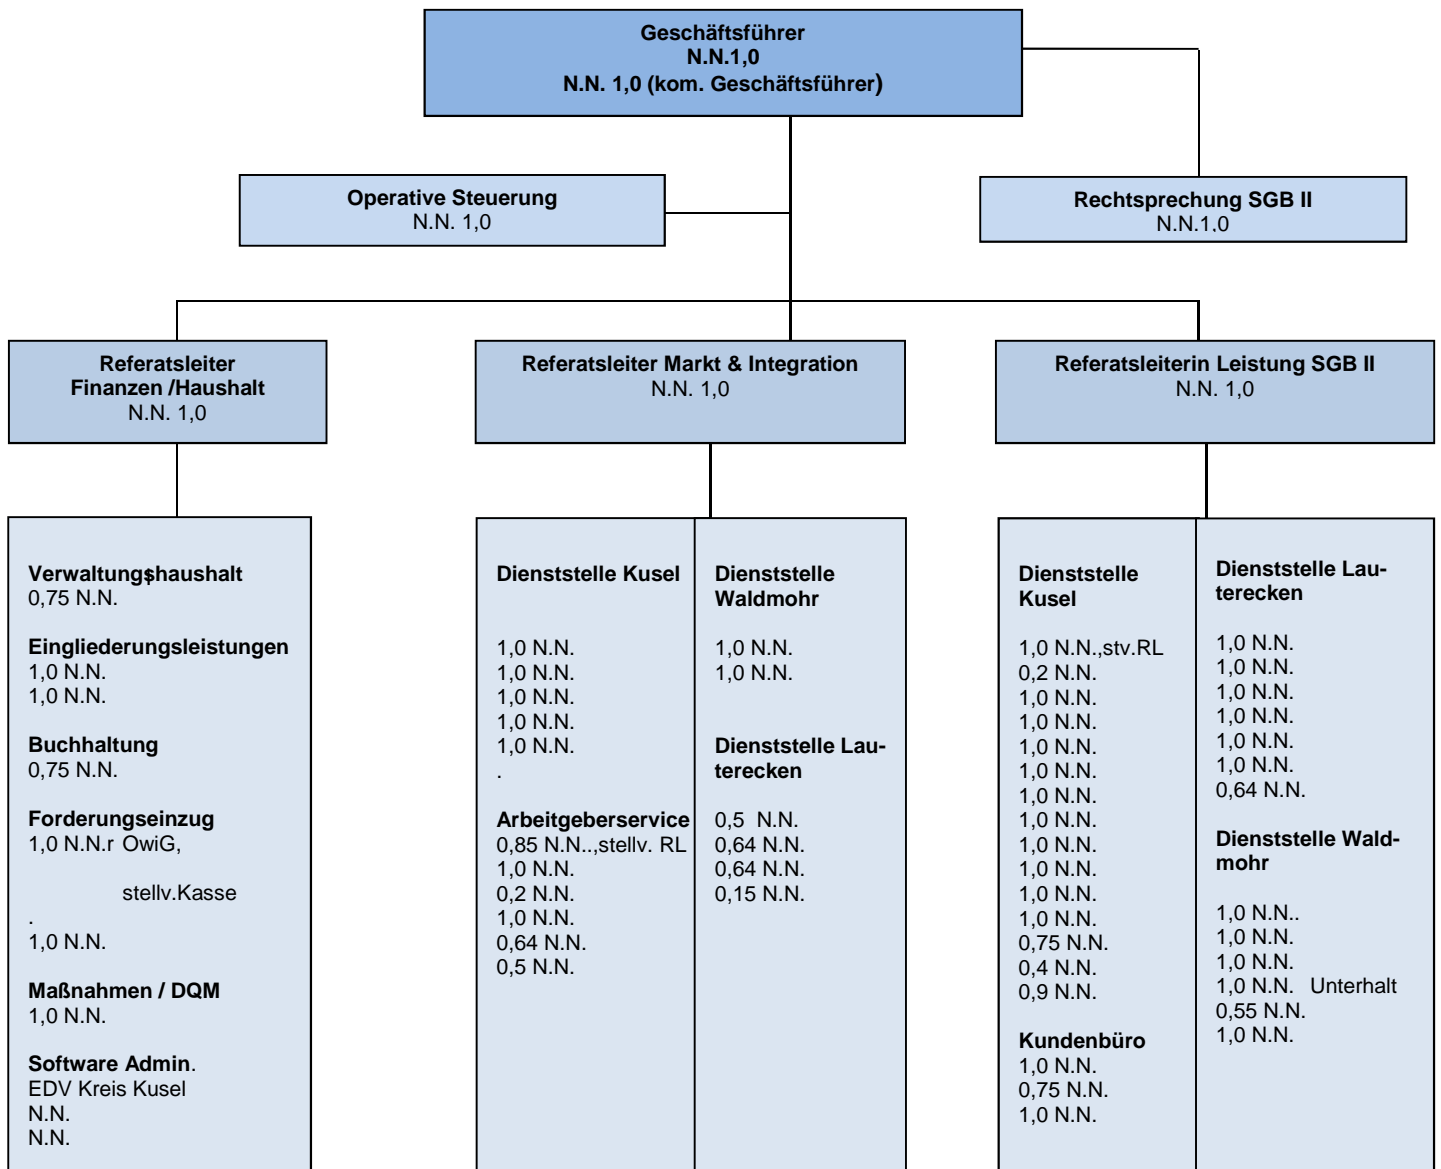 Geschäftsführer
N.N.1,0
N.N. 1,0 (kom. Geschäftsführer)
Operative Steuerung
N.N. 1,0
Rechtsprechung SGB II
N.N.1,0
Referatsleiter
Finanzen /Haushalt
N.N. 1,0
Referatsleiter Markt & Integration
N.N. 1,0
Referatsleiterin Leistung SGB II
N.N. 1,0
Verwaltung$haushalt
0,75 N.N.
Eingliederungsleistungen
1,0 N.N.
1,0 N.N.
Buchhaltung
0,75 N.N.
Forderungseinzug
1,0 N.N.r OwiG,
stellv.Kasse
.
1,0 N.N.
Maßnahmen / DQM
1,0 N.N.
Software Admin.
EDV Kreis Kusel
N.N.
N.N.
Dienststelle Kusel
1,0 N.N.
1,0 N.N.
1,0 N.N.
1,0 N.N.
1,0 N.N.
.
Arbeitgeberservice
0,85 N.N..,stellv. RL
1,0 N.N.
0,2 N.N.
1,0 N.N.
0,64 N.N.
0,5 N.N.
Dienststelle
Waldmohr
1,0 N.N.
1,0 N.N.
Dienststelle Lau-
terecken
0,5 N.N.
0,64 N.N.
0,64 N.N.
0,15 N.N.
Dienststelle
Kusel
1,0 N.N.,stv.RL
0,2 N.N.
1,0 N.N.
1,0 N.N.
1,0 N.N.
1,0 N.N.
1,0 N.N.
1,0 N.N.
1,0 N.N.
1,0 N.N.
1,0 N.N.
1,0 N.N.
0,75 N.N.
0,4 N.N.
0,9 N.N.
Kundenbüro
1,0 N.N.
0,75 N.N.
1,0 N.N.
Dienststelle Lau-
terecken
1,0 N.N.
1,0 N.N.
1,0 N.N.
1,0 N.N.
1,0 N.N.
1,0 N.N.
0,64 N.N.
Dienststelle Wald-
mohr
1,0 N.N..
1,0 N.N.
1,0 N.N.
1,0 N.N. Unterhalt
0,55 N.N.
1,0 N.N.